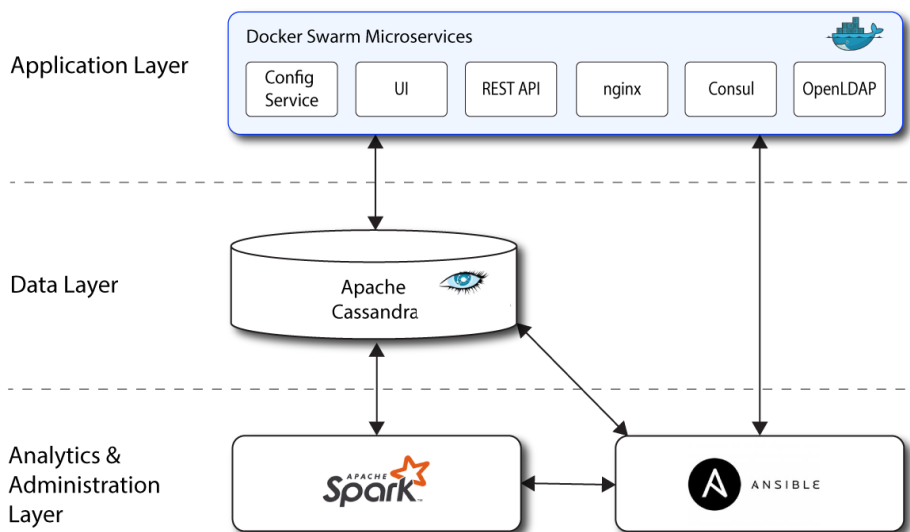 Docker Swarm Microservices
Application Layer
Config
Service
UI
REST API
nginx
Consul
OpenLDAP
Data Layer
Apache
Cassandra
Analytics &
Administration
Layer
APACHE
Spark
A
ANSIBLE